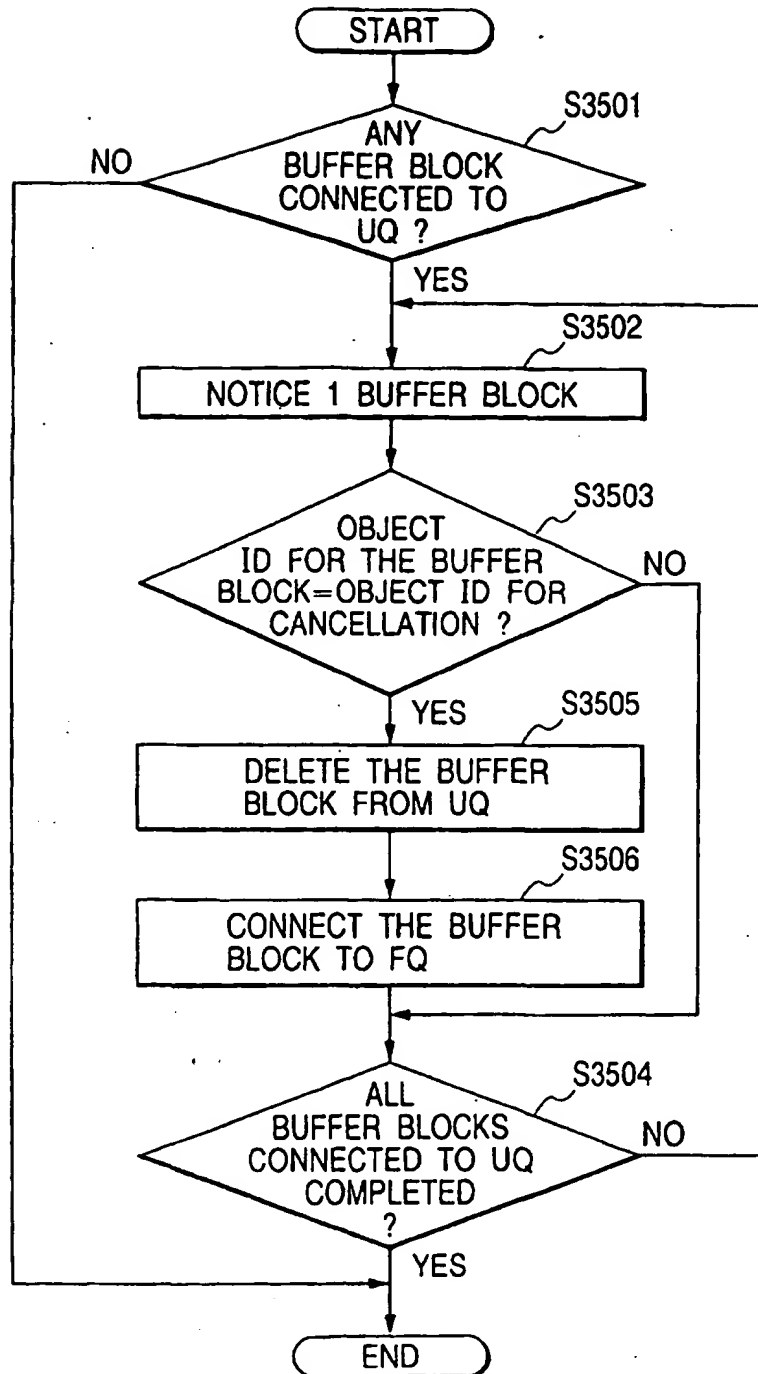 START
S3501
ANY
BUFFER BLOCK
CONNECTED TO
UQ ?
NO
YES
S3502
NOTICE 1 BUFFER BLOCK
S3503
OBJECT
ID FOR THE BUFFER
BLOCK=OBJECT ID FOR
CANCELLATION ?
NO
YES
S3505
DELETE THE BUFFER
BLOCK FROM UQ
S3506
CONNECT THE BUFFER
BLOCK TO FQ
S3504
ALL
BUFFER BLOCKS
CONNECTED TO UQ
COMPLETED
?
NO
YES
END